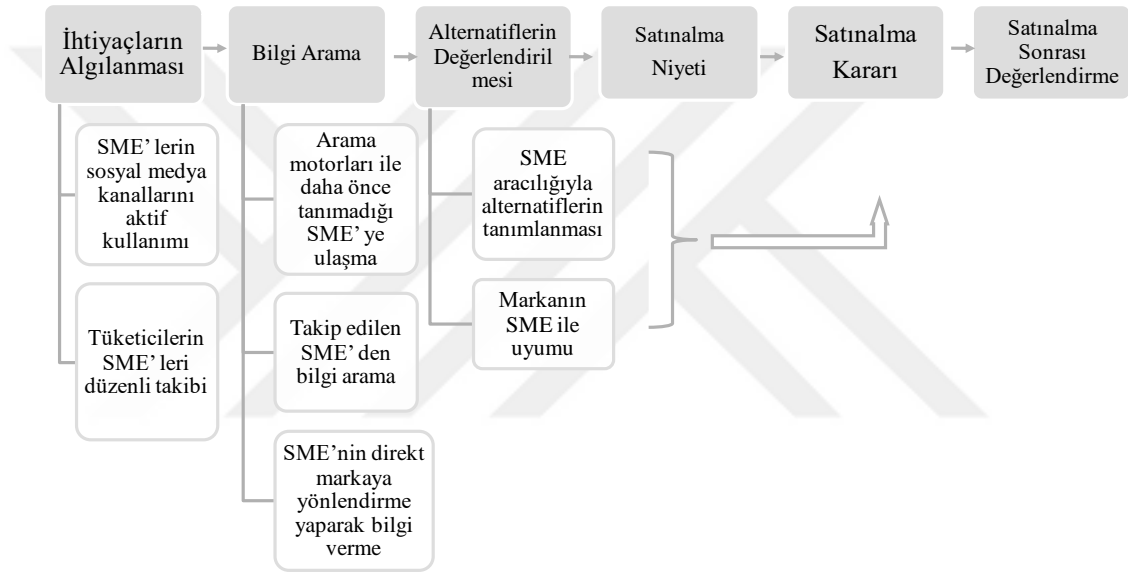 İhtiyaçların
Algılanması
Bilgi Arama
Alternatiflerin
Değerlendiril
mesi
Satınalma
Niyeti
Satınalma
Kararı
Satınalma
Sonrası
Değerlendirme
SME’ lerin
sosyal medya
kanallarını
aktif
kullanımı
Tüketicilerin
SME’ leri
düzenli takibi
Arama
motorları ile
daha önce
tanımadığı
SME’ ye
ulaşma
Takip edilen
SME’ den
bilgi arama
SME’nin direkt
markaya
yönlendirme
yaparak bilgi
verme
SME
aracılığıyla
alternatiflerin
tanımlanması
Markanın
SME ile
uyumu